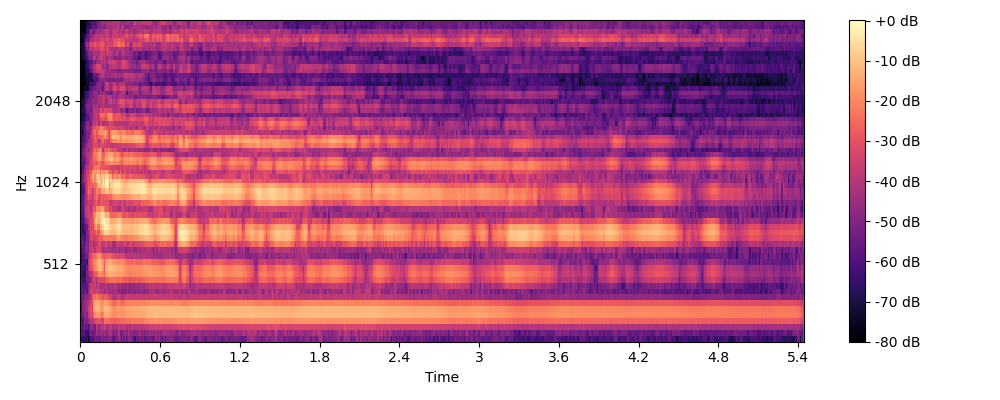 +0 dB
-10 dB
-20 dB
-30 dB
-40 dB
-50 dB
-60 dB
-70 dB
-80 dB
Hz
2048
1024
512
0 0.6 1.2 1.8 2.4 3 3.6 4.2 4.8 5.4
Time